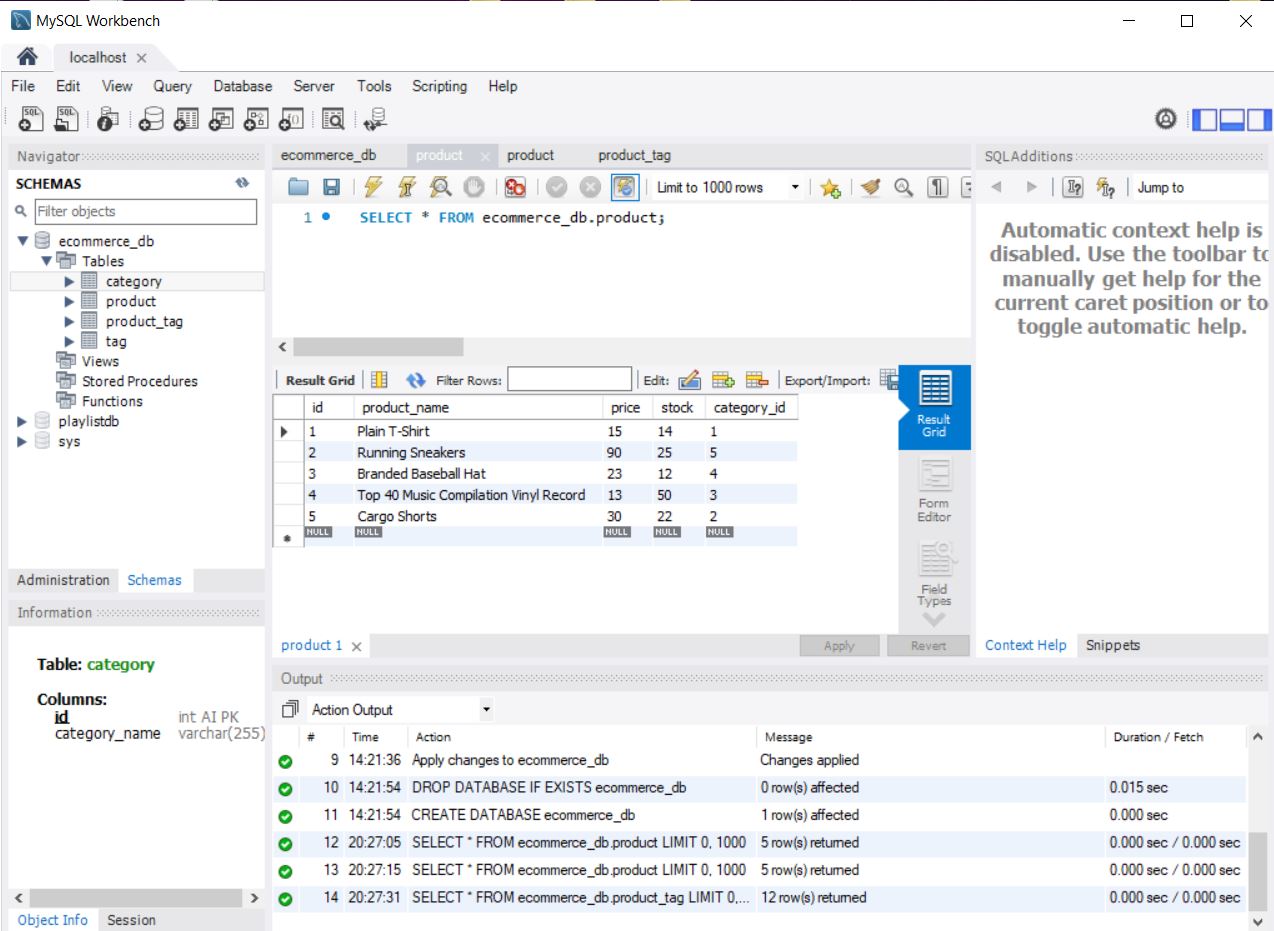 MySQL Workbench
localhost
File Edit View Query Database Server Tools Scripting Help
Navigator
SCHEMAS
Filter objects
ecommerce_db
Tables
category
product
product_tag
tag
Views
Stored Procedures
Functions
playlistdb
sys
Administration Schemas
Information
Table: category
Columns:
id int AI PK
category_name varchar(255)
Object Info Session
ecommerce_db product product product_tag
Limit to 1000 rows
1 SELECT * FROM ecommerce_db.product;
Result Grid Filter Rows: Edit: Export/Import:
id product_name price stock category_id
1 Plain T-Shirt 15 14 1
2 Running Sneakers 90 25 5
3 Branded Baseball Hat 23 12 4
4 Top 40 Music Compilation Vinyl Record 13 50 3
5 Cargo Shorts 30 22 2
NULL NULL NULL NULL NULL
Result
Grid
Form
Editor
Field
Types
product 1 Apply Revert
SQLAdditions
Jump to
Automatic context help is
disabled. Use the toolbar to
manually get help for the
current caret position or to
toggle automatic help.
Context Help Snippets
Output
Action Output
# Time Action Message Duration / Fetch
9 14:21:36 Apply changes to ecommerce_db Changes applied
10 14:21:54 DROP DATABASE IF EXISTS ecommerce_db 0 row(s) affected 0.015 sec
11 14:21:54 CREATE DATABASE ecommerce_db 1 row(s) affected 0.000 sec
12 20:27:05 SELECT * FROM ecommerce_db.product LIMIT 0, 1000 5 row(s) returned 0.000 sec / 0.000 sec
13 20:27:15 SELECT * FROM ecommerce_db.product LIMIT 0, 1000 5 row(s) returned 0.000 sec / 0.000 sec
14 20:27:31 SELECT * FROM ecommerce_db.product_tag LIMIT 0,... 12 row(s) returned 0.000 sec / 0.000 sec